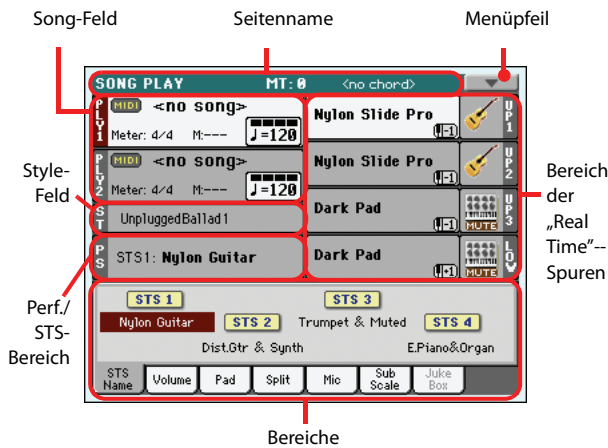 Song-Feld
Seitenname
Menüpfeil
SONG PLAY MT: 0 <no chord>
PLY1
MIDI <no song>
Meter: 4/4 M:--- ♩=120
Nylon Slide Pro
-1
UP1
PLY2
MIDI <no song>
Meter: 4/4 M:--- ♩=120
Nylon Slide Pro
-1
UP2
Style-
Feld
ST
UnpluggedBallad1
Dark Pad
MUTE
UP3
Bereich
der
„Real
Time"--
Spuren
PS
STS1: Nylon Guitar
Dark Pad
+1
MUTE
LOW
Perf./
STS-
Bereich
STS 1
STS 3
Nylon Guitar
STS 2
Trumpet & Muted
STS 4
Dist.Gtr & Synth
E.Piano&Organ
STS Name
Volume
Pad
Split
Mic
Sub Scale
Juke Box
Bereiche